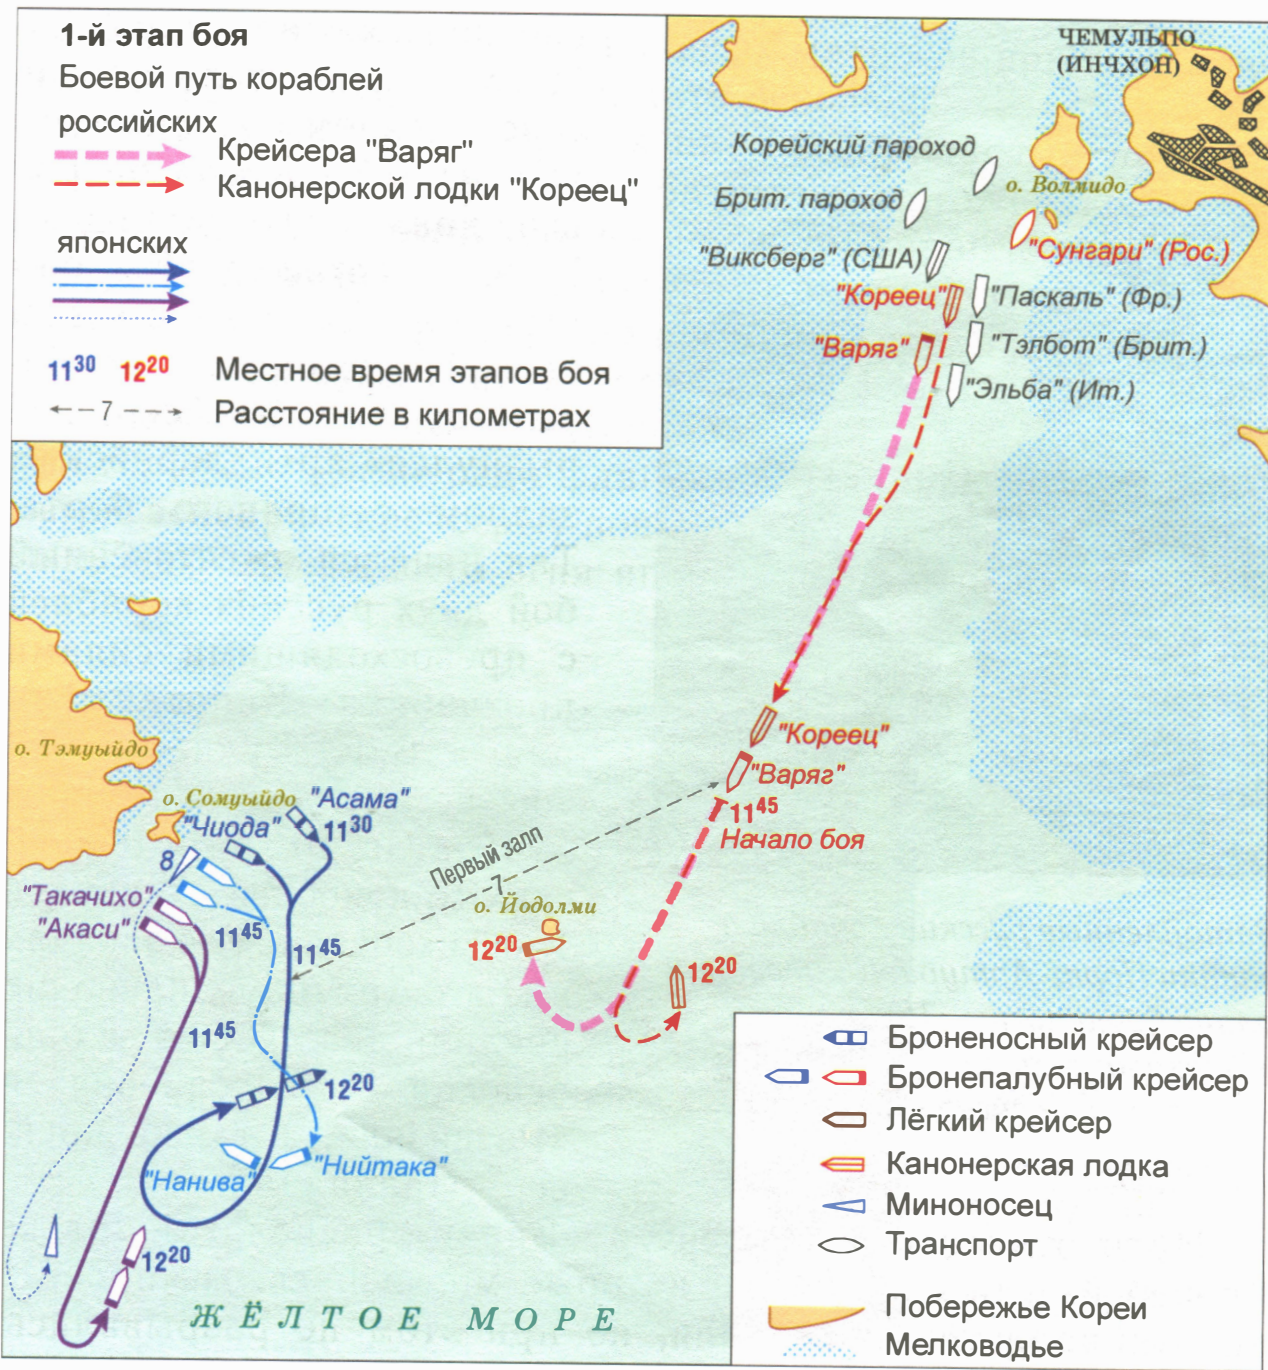 1-й этап боя
Боевой путь кораблей
российских
Крейсера "Варяг"
Канонерской лодки "Кореец"
японских
11³⁰ 12²⁰ Местное время этапов боя
7 Расстояние в километрах
ЧЕМУЛЬПО
(ИНЧХОН)
Корейский пароход
о. Волмидо
Брит. пароход
"Сунгари" (Рос.)
"Виксберг" (США)
"Кореец"
"Паскаль" (Фр.)
"Варяг"
"Тэлбот" (Брит.)
"Эльба" (Ит.)
"Кореец"
"Варяг"
11⁴⁵
Начало боя
о. Тэмуыйдо
о. Сомуыйдо
"Асама"
11³⁰
"Чиода"
8
Первый залп
7
"Такачихо"
"Акаси"
11⁴⁵
11⁴⁵
11⁴⁵
о. Йодолми
12²⁰
12²⁰
12²⁰
"Нанива"
"Нийтака"
12²⁰
ЖЁЛТОЕ МОРЕ
Броненосный крейсер
Бронепалубный крейсер
Лёгкий крейсер
Канонерская лодка
Миноносец
Транспорт
Побережье Кореи
Мелководье